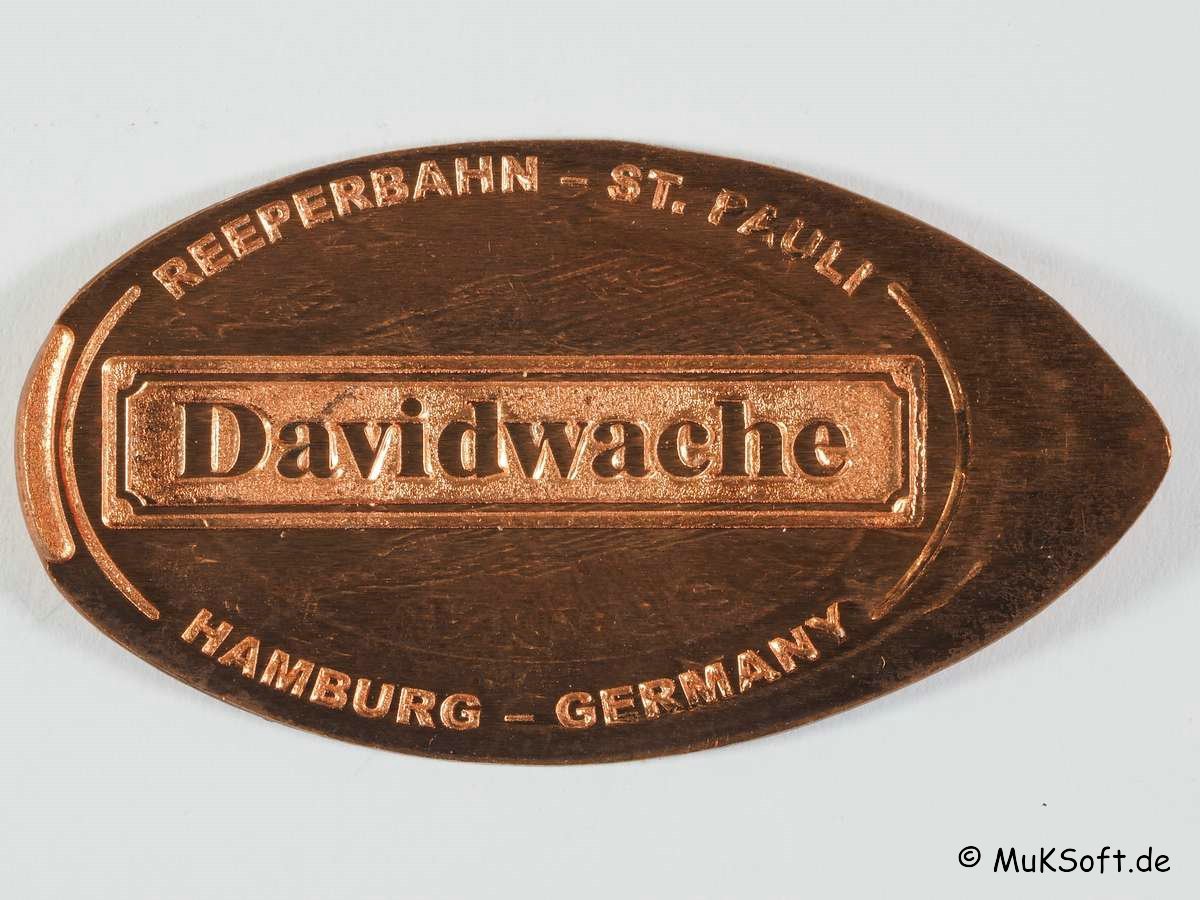 REEPERBAHN – ST. PAULI
Davidwache
HAMBURG – GERMANY
© MuKSoft.de